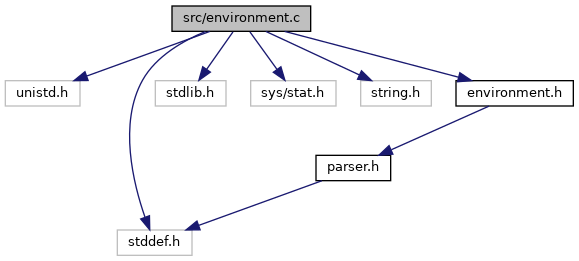 src/environment.c
unistd.h
stdlib.h
sys/stat.h
string.h
environment.h
parser.h
stddef.h